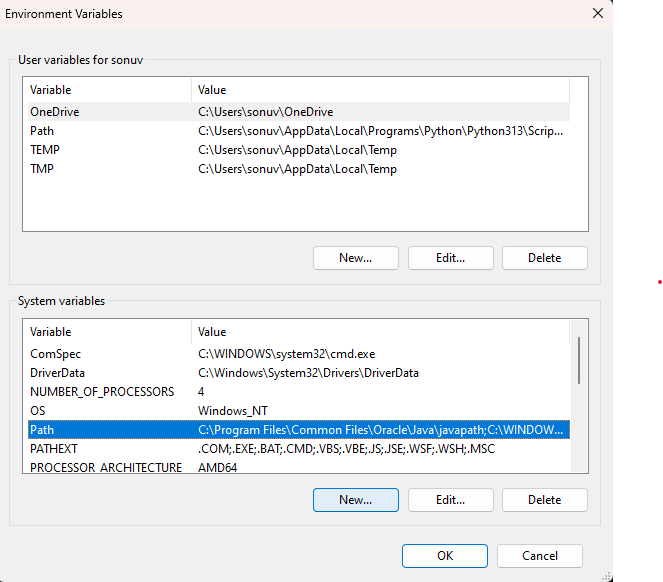 Environment Variables
User variables for sonuv
Variable Value
OneDrive C:\Users\sonuv\OneDrive
Path C:\Users\sonuv\AppData\Local\Programs\Python\Python313\Scrip...
TEMP C:\Users\sonuv\AppData\Local\Temp
TMP C:\Users\sonuv\AppData\Local\Temp
New... Edit... Delete
System variables
Variable Value
ComSpec C:\WINDOWS\system32\cmd.exe
DriverData C:\Windows\System32\Drivers\DriverData
NUMBER_OF_PROCESSORS 4
OS Windows_NT
Path C:\Program Files\Common Files\Oracle\Java\javapath;C:\WINDOW...
PATHEXT .COM;.EXE;.BAT;.CMD;.VBS;.VBE;.JS;.JSE;.WSF;.WSH;.MSC
PROCESSOR_ARCHITECTURE AMD64
New... Edit... Delete
OK Cancel